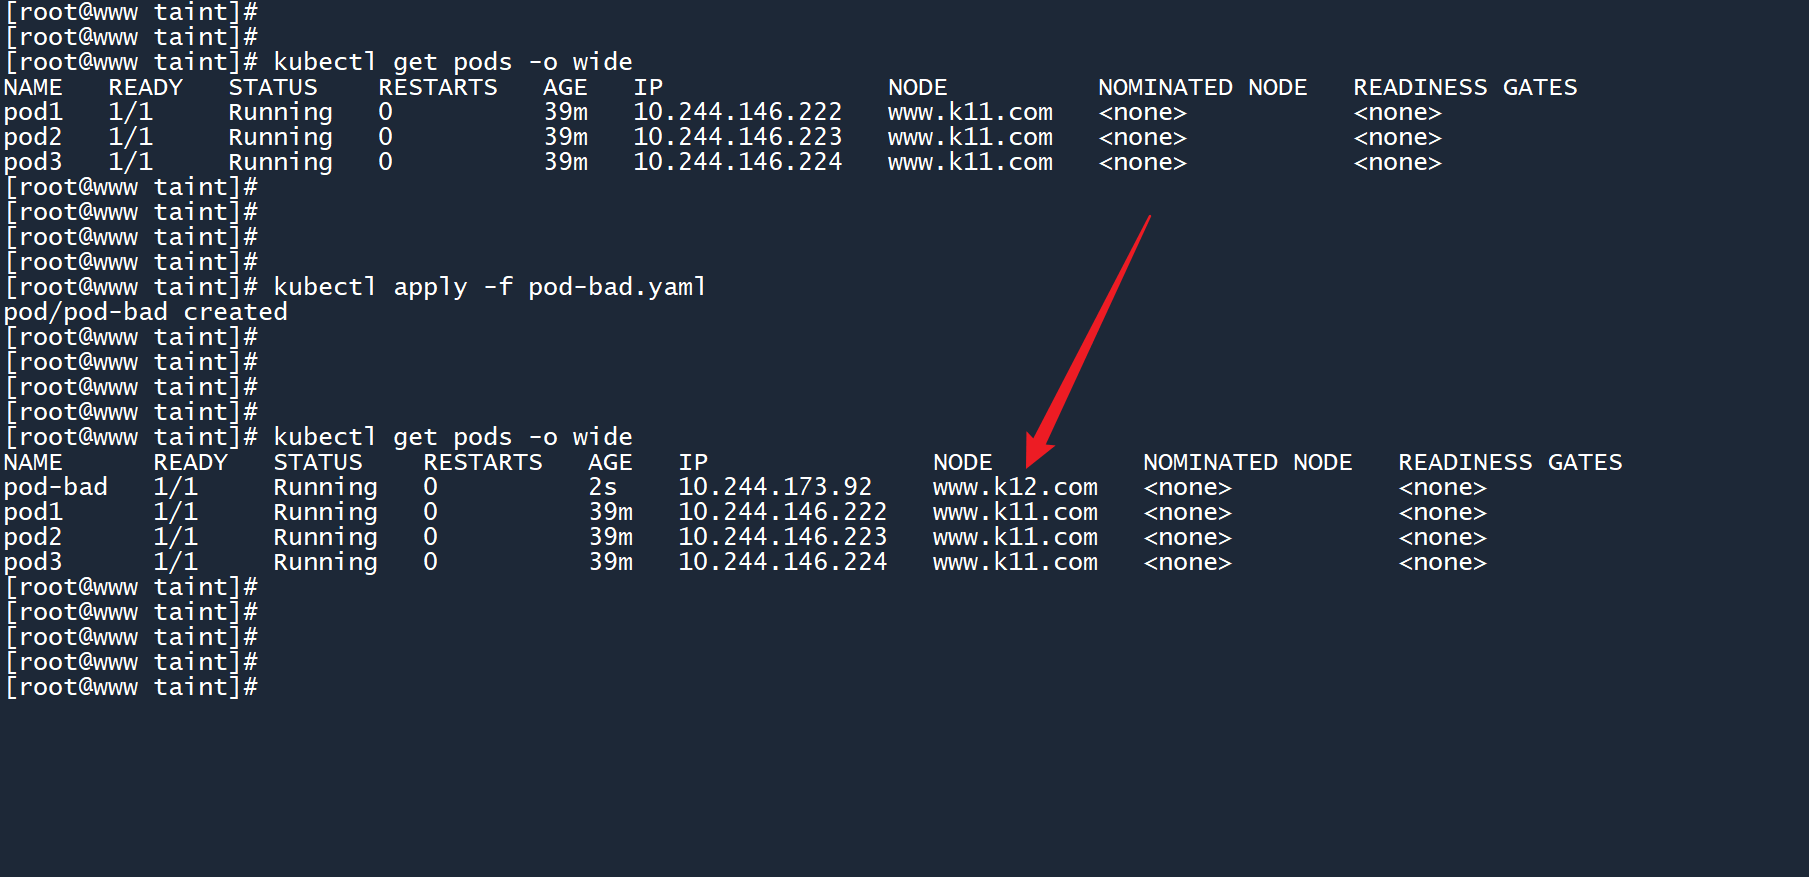 [root@www taint]#
[root@www taint]#
[root@www taint]# kubectl get pods -o wide
NAME   READY   STATUS    RESTARTS   AGE   IP               NODE          NOMINATED NODE   READINESS GATES
pod1   1/1     Running   0          39m   10.244.146.222   www.k11.com   <none>           <none>
pod2   1/1     Running   0          39m   10.244.146.223   www.k11.com   <none>           <none>
pod3   1/1     Running   0          39m   10.244.146.224   www.k11.com   <none>           <none>
[root@www taint]#
[root@www taint]#
[root@www taint]#
[root@www taint]#
[root@www taint]# kubectl apply -f pod-bad.yaml
pod/pod-bad created
[root@www taint]#
[root@www taint]#
[root@www taint]#
[root@www taint]#
[root@www taint]# kubectl get pods -o wide
NAME      READY   STATUS    RESTARTS   AGE   IP               NODE          NOMINATED NODE   READINESS GATES
pod-bad   1/1     Running   0          2s    10.244.173.92    www.k12.com   <none>           <none>
pod1      1/1     Running   0          39m   10.244.146.222   www.k11.com   <none>           <none>
pod2      1/1     Running   0          39m   10.244.146.223   www.k11.com   <none>           <none>
pod3      1/1     Running   0          39m   10.244.146.224   www.k11.com   <none>           <none>
[root@www taint]#
[root@www taint]#
[root@www taint]#
[root@www taint]#
[root@www taint]#